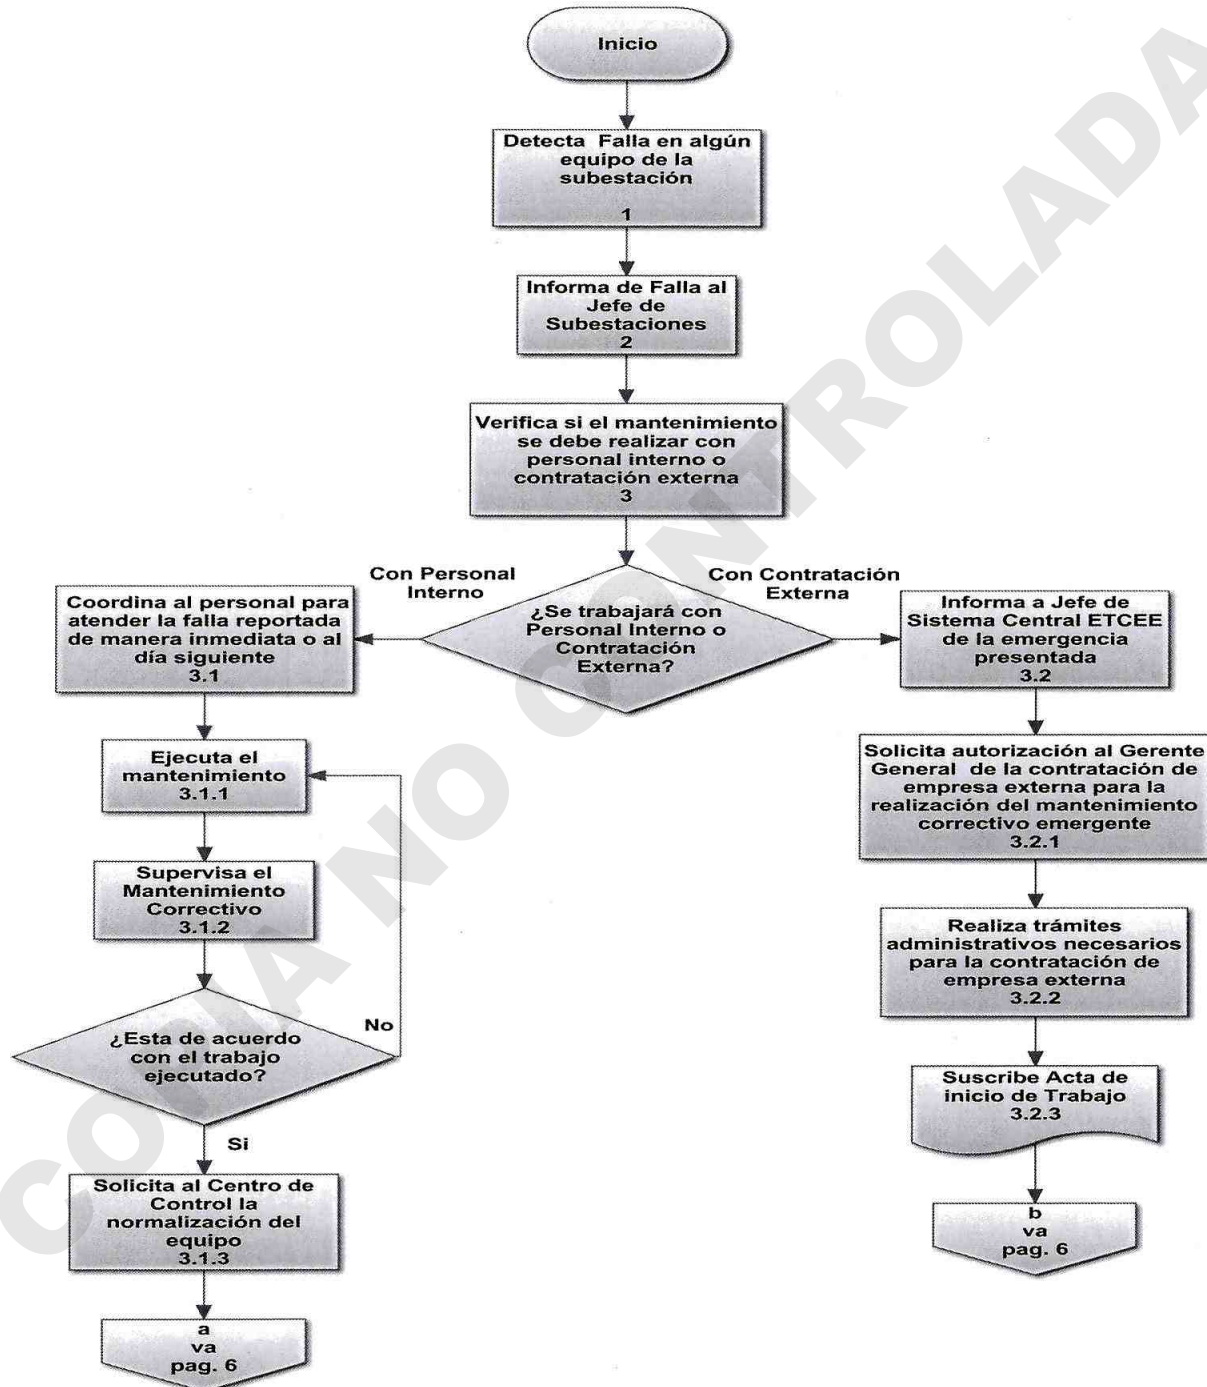 Inicio
Detecta Falla en algún
equipo de la
subestación
1
Informa de Falla al
Jefe de
Subestaciones
2
Verifica si el mantenimiento
se debe realizar con
personal interno o
contratación externa
3
¿Se trabajará con
Personal Interno o
Contratación
Externa?
Con Personal
Interno
Coordina al personal para
atender la falla reportada
de manera inmediata o al
día siguiente
3.1
Ejecuta el
mantenimiento
3.1.1
Supervisa el
Mantenimiento
Correctivo
3.1.2
¿Esta de acuerdo
con el trabajo
ejecutado?
No
Si
Solicita al Centro de
Control la
normalización del
equipo
3.1.3
a
va
pag. 6
Con Contratación
Externa
Informa a Jefe de
Sistema Central ETCEE
de la emergencia
presentada
3.2
Solicita autorización al Gerente
General de la contratación de
empresa externa para la
realización del mantenimiento
correctivo emergente
3.2.1
Realiza trámites
administrativos necesarios
para la contratación de
empresa externa
3.2.2
Suscribe Acta de
inicio de Trabajo
3.2.3
b
va
pag. 6
COPIA NO CONTROLADA